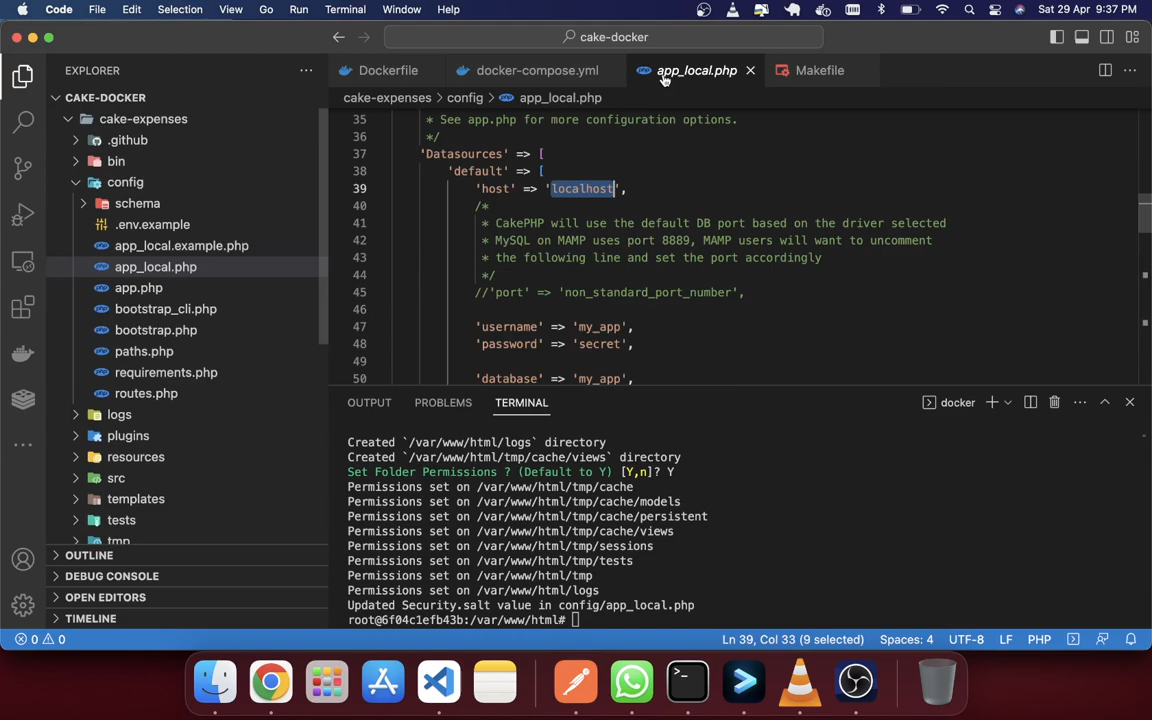 Code File Edit Selection View Go Run Terminal Window Help Sat 29 Apr 9:37 PM
cake-docker
EXPLORER
Dockerfile docker-compose.yml app_local.php Makefile
cake-expenses > config > app_local.php
CAKE-DOCKER
cake-expenses
.github
bin
config
schema
.env.example
app_local.example.php
app_local.php
app.php
bootstrap_cli.php
bootstrap.php
paths.php
requirements.php
routes.php
logs
plugins
resources
src
templates
tests
tmp
OUTLINE
DEBUG CONSOLE
OPEN EDITORS
TIMELINE
35 * See app.php for more configuration options.
36 */
37 'Datasources' => [
38 'default' => [
39 'host' => 'localhost',
40 /*
41 * CakePHP will use the default DB port based on the driver selected
42 * MySQL on MAMP uses port 8889, MAMP users will want to uncomment
43 * the following line and set the port accordingly
44 */
45 //'port' => 'non_standard_port_number',
46
47 'username' => 'my_app',
48 'password' => 'secret',
49
50 'database' => 'my_app',
OUTPUT PROBLEMS TERMINAL docker
Created `/var/www/html/logs` directory
Created `/var/www/html/tmp/cache/views` directory
Set Folder Permissions ? (Default to Y) [Y,n]? Y
Permissions set on /var/www/html/tmp/cache
Permissions set on /var/www/html/tmp/cache/models
Permissions set on /var/www/html/tmp/cache/persistent
Permissions set on /var/www/html/tmp/cache/views
Permissions set on /var/www/html/tmp/sessions
Permissions set on /var/www/html/tmp/tests
Permissions set on /var/www/html/tmp
Permissions set on /var/www/html/logs
Updated Security.salt value in config/app_local.php
root@6f04c1efb43b:/var/www/html#
0 0 Ln 39, Col 33 (9 selected) Spaces: 4 UTF-8 LF PHP